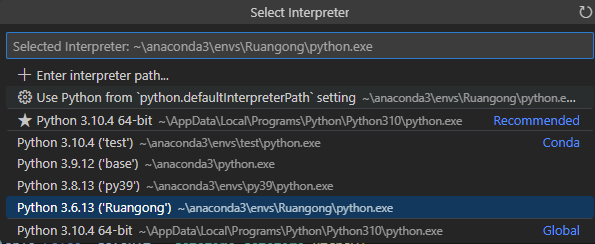 Select Interpreter
Selected Interpreter: ~\anaconda3\envs\Ruangong\python.exe
Enter interpreter path...
Use Python from `python.defaultInterpreterPath` setting ~\anaconda3\envs\Ruangong\python.e...
Python 3.10.4 64-bit ~\AppData\Local\Programs\Python\Python310\python.exe Recommended
Python 3.10.4 ('test') ~\anaconda3\envs\test\python.exe Conda
Python 3.9.12 ('base') ~\anaconda3\python.exe
Python 3.8.13 ('py39') ~\anaconda3\envs\py39\python.exe
Python 3.6.13 ('Ruangong') ~\anaconda3\envs\Ruangong\python.exe
Python 3.10.4 64-bit ~\AppData\Local\Programs\Python\Python310\python.exe Global